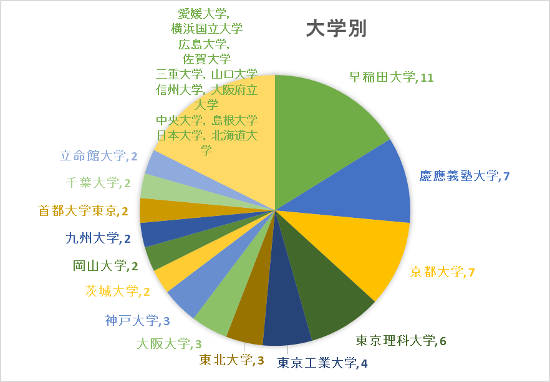 大学別
愛媛大学,
横浜国立大学
広島大学,
佐賀大学
三重大学, 山口大学
信州大学, 大阪府立
大学
中央大学, 島根大学
日本大学, 北海道大
学
早稲田大学, 11
慶應義塾大学, 7
京都大学, 7
東京理科大学, 6
東京工業大学, 4
東北大学, 3
大阪大学, 3
神戸大学, 3
茨城大学, 2
岡山大学, 2
九州大学, 2
首都大学東京, 2
千葉大学, 2
立命館大学, 2